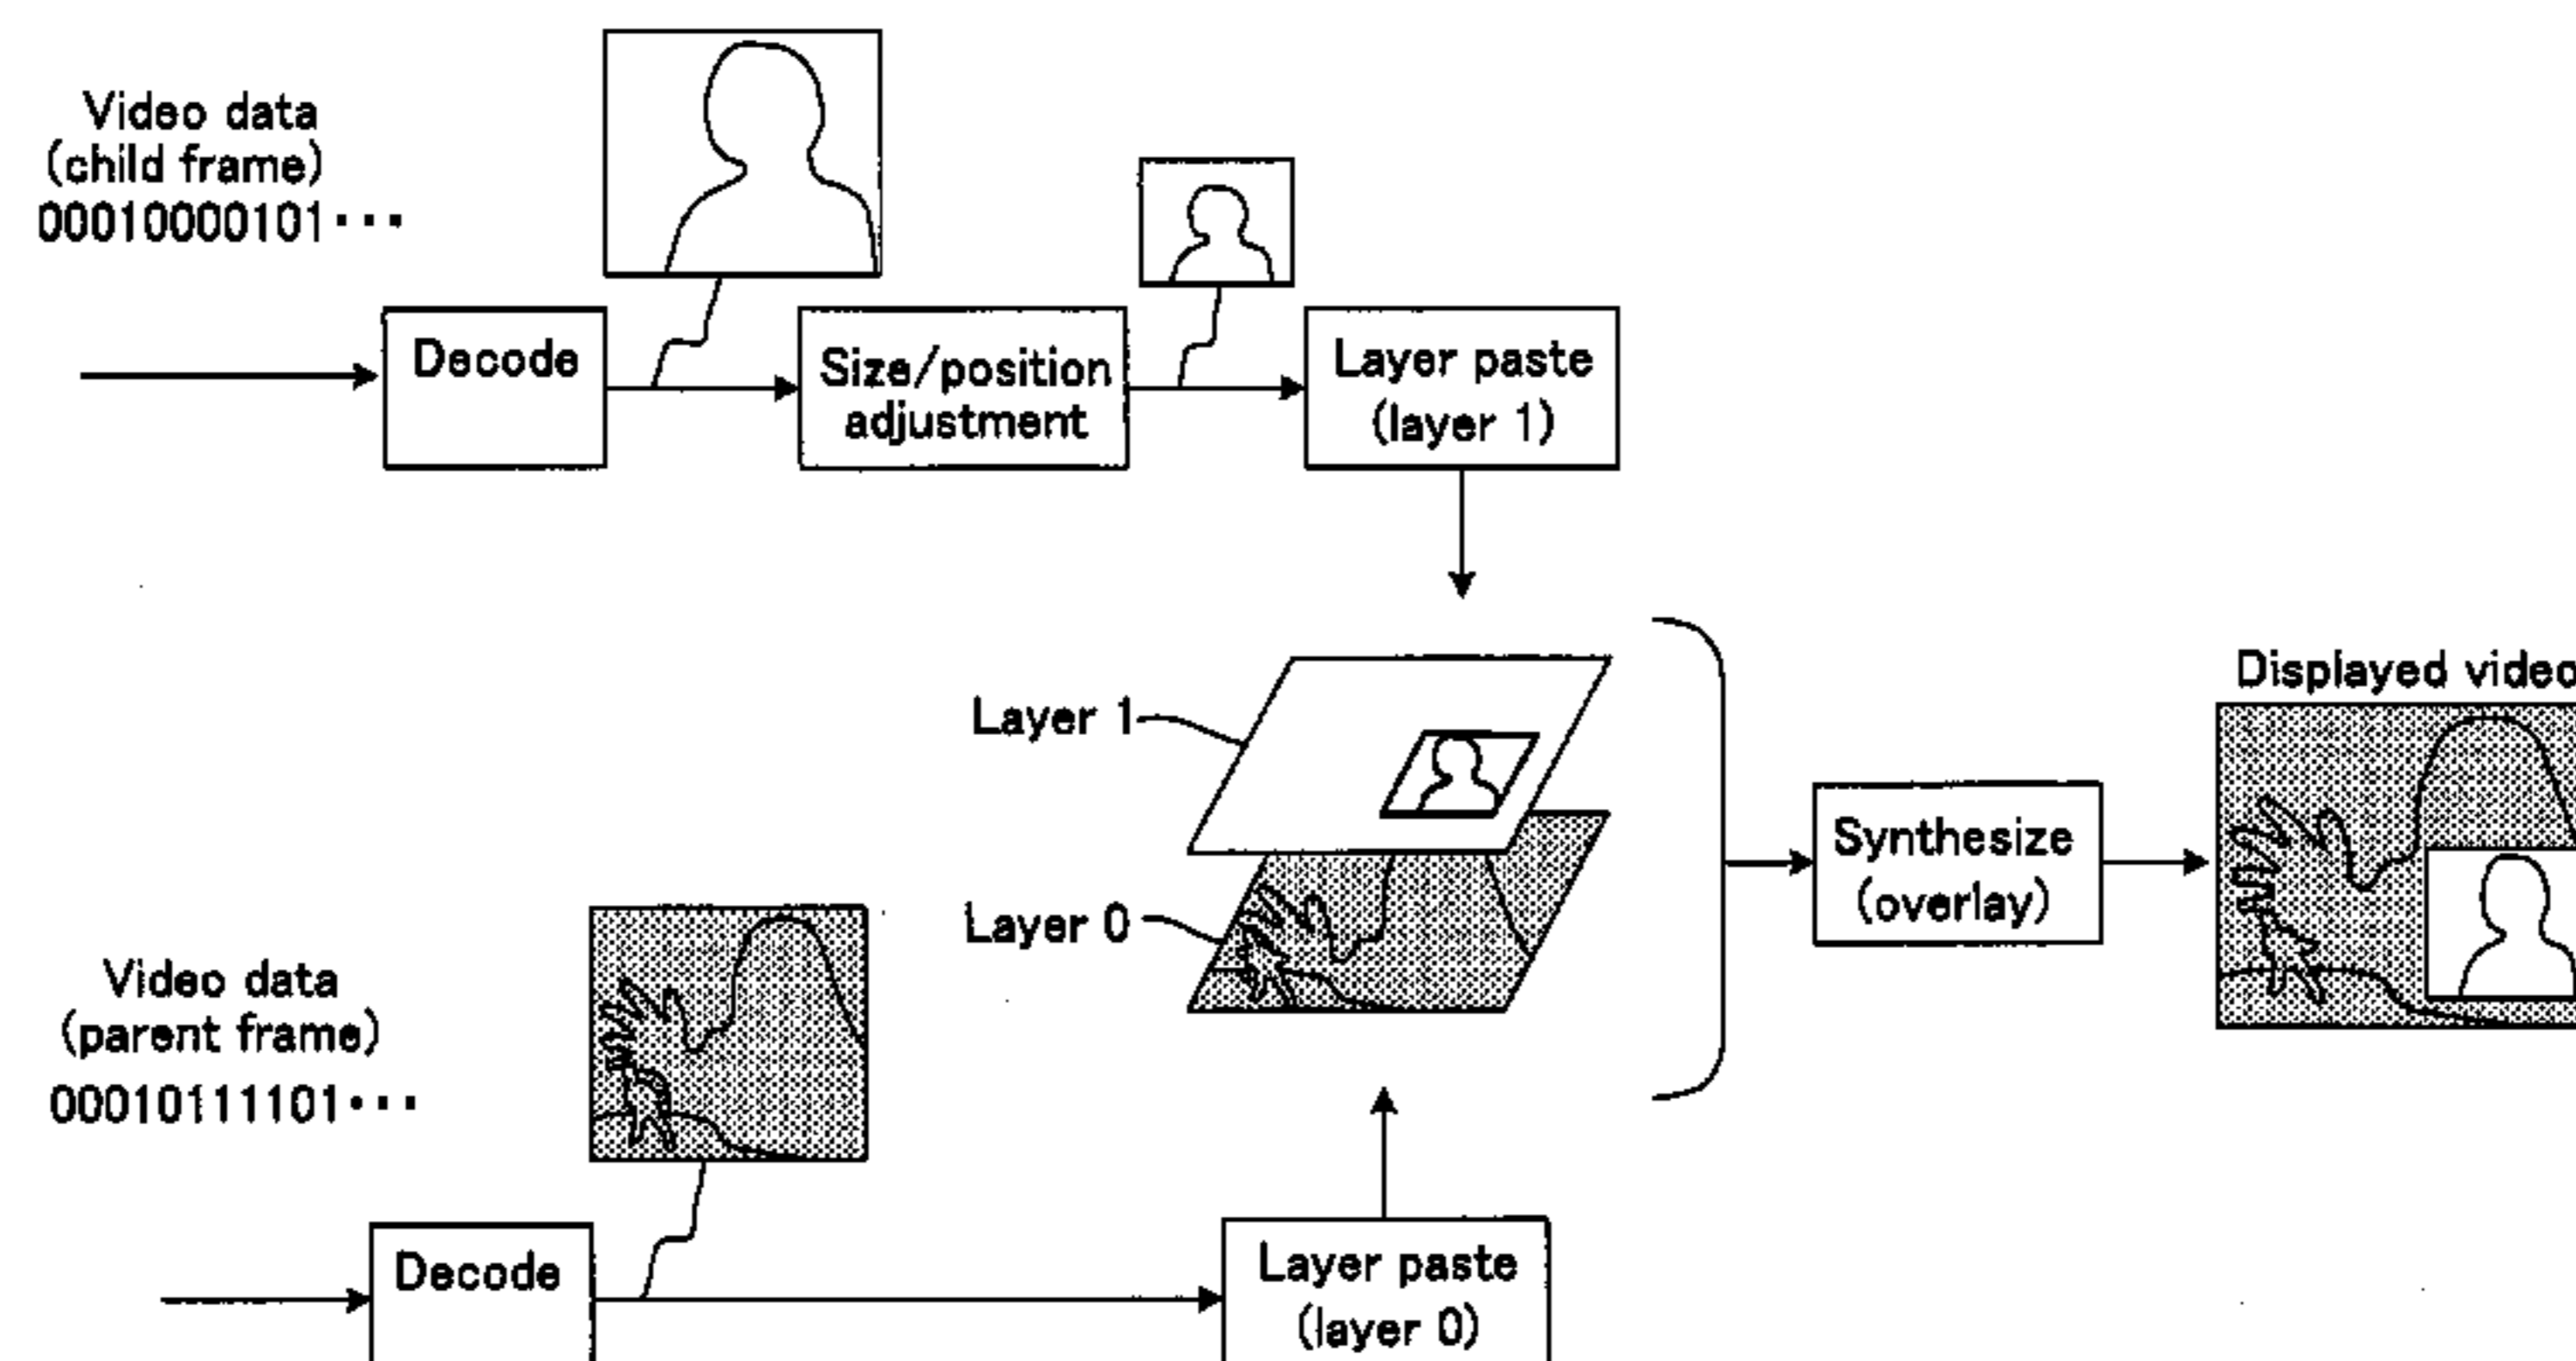 Video data
(child frame)
00010000101···
Decode
Size/position
adjustment
Layer paste
(layer 1)
Layer 1
Layer 0
Synthesize
(overlay)
Displayed video
Video data
(parent frame)
00010111101···
Decode
Layer paste
(layer 0)